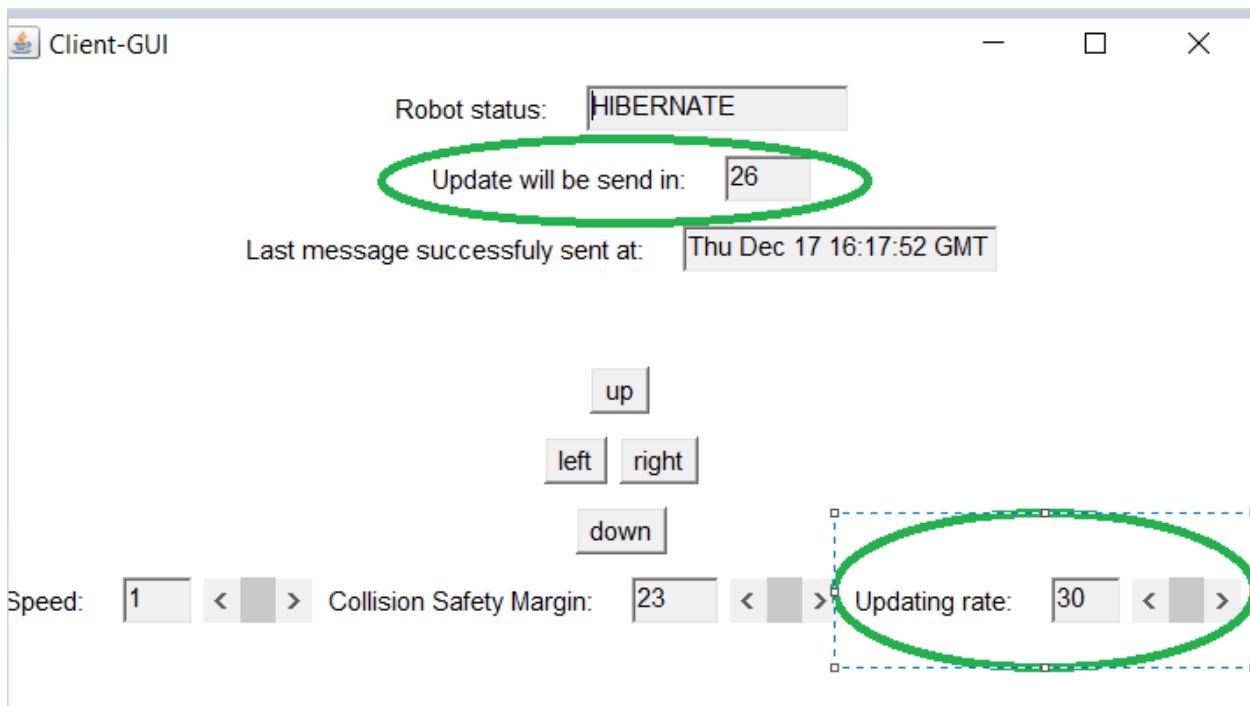 Client-GUI
Robot status: HIBERNATE
Update will be send in: 26
Last message successfuly sent at: Thu Dec 17 16:17:52 GMT
up
left right
down
Speed: 1 < > Collision Safety Margin: 23 < > Updating rate: 30 < >